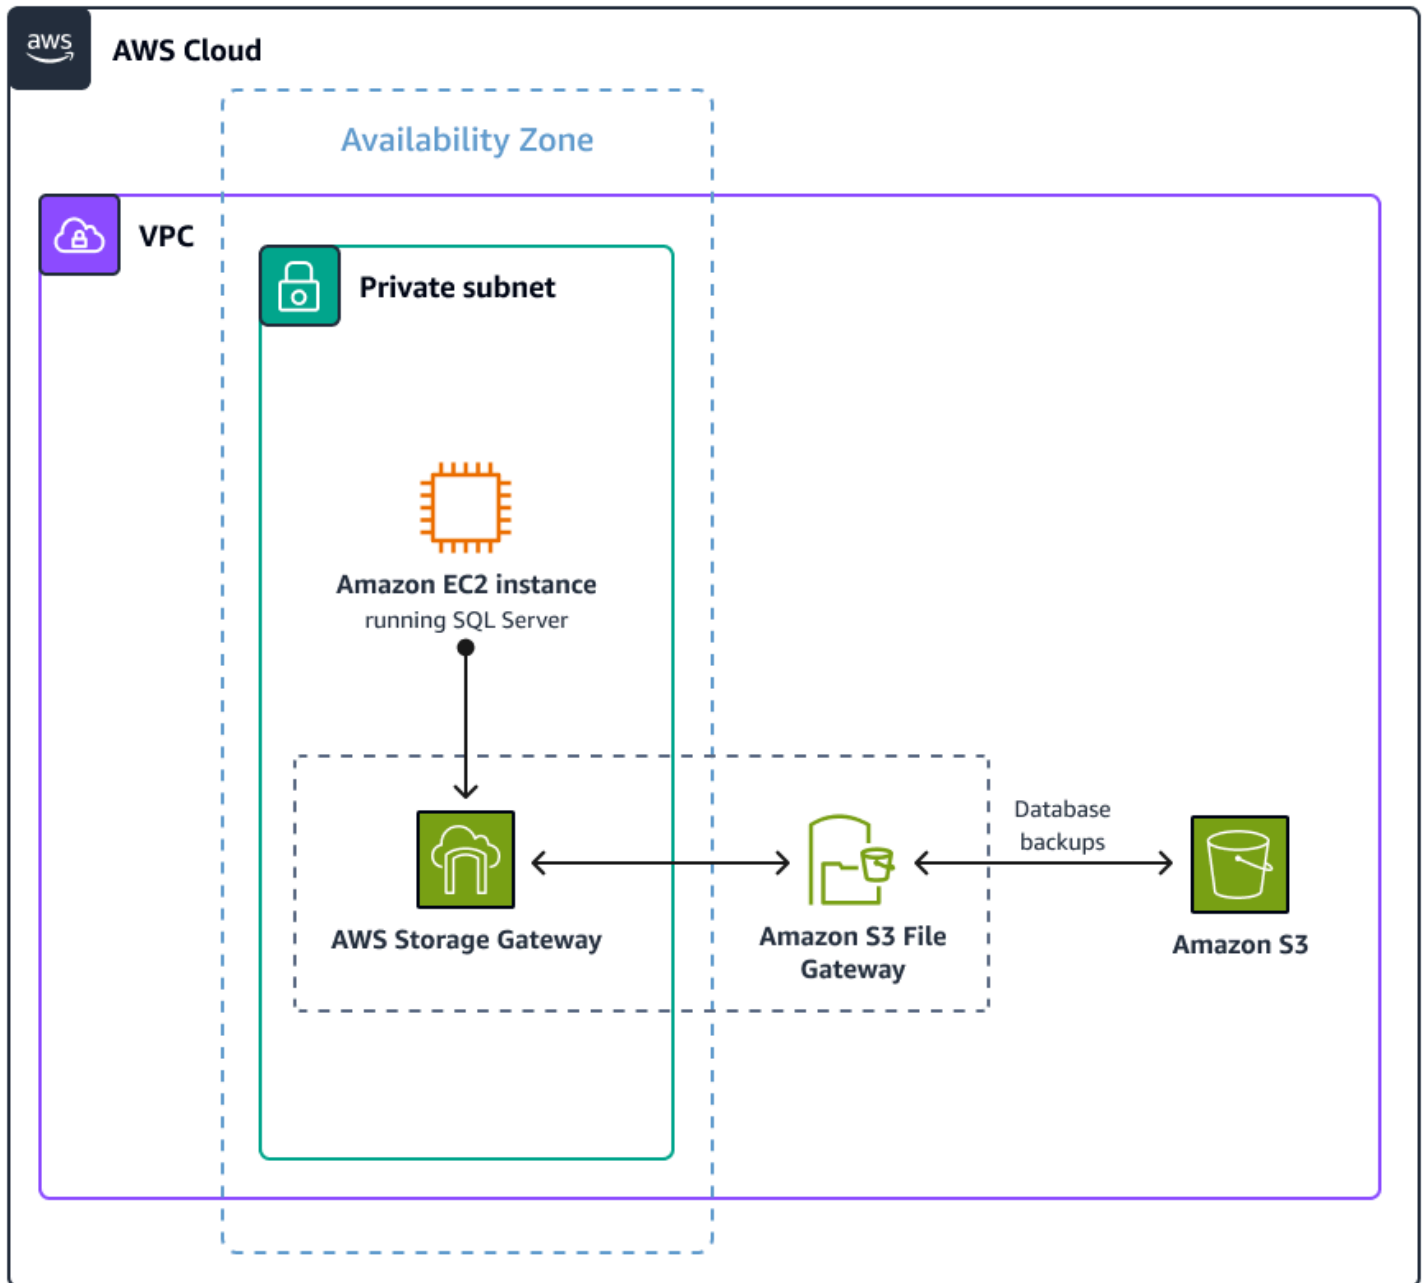 aws
AWS Cloud
Availability Zone
VPC
Private subnet
Amazon EC2 instance
running SQL Server
Database
backups
AWS Storage Gateway
Amazon S3 File
Gateway
Amazon S3